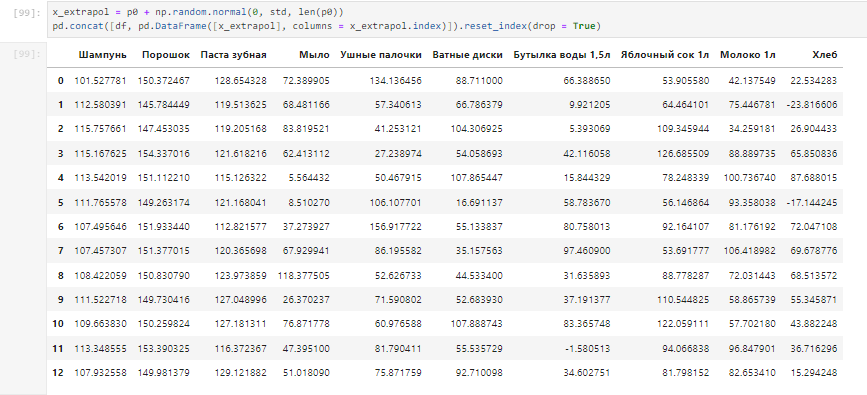 [99]: x_extrapol = p0 + np.random.normal(0, std, len(p0))
pd.concat([df, pd.DataFrame([x_extrapol], columns = x_extrapol.index)]).reset_index(drop = True)
[99]: Шампунь Порошок Паста зубная Мыло Ушные палочки Ватные диски Бутылка воды 1,5л Яблочный сок 1л Молоко 1л Хлеб
0 101.527781 150.372467 128.654328 72.389905 134.136456 88.711000 66.388650 53.905580 42.137549 22.534283
1 112.580391 145.784449 119.513625 68.481166 57.340613 66.786379 9.921205 64.464101 75.446781 -23.816606
2 115.757661 147.453035 119.205168 83.819521 41.253121 104.306925 5.393069 109.345944 34.259181 26.904433
3 115.167625 154.337016 121.618216 62.413112 27.238974 54.058693 42.116058 126.685509 88.889735 65.850836
4 113.542019 151.112210 115.126322 5.564432 50.467915 107.865447 15.844329 78.248339 100.736740 87.688015
5 111.765578 149.263174 121.168041 8.510270 106.107701 16.691137 58.783670 56.146864 93.358038 -17.144245
6 107.495646 151.933440 112.821577 37.273927 156.917722 55.133837 80.758013 92.164107 81.176192 72.047108
7 107.457307 151.377015 120.365698 67.929941 86.195582 35.157563 97.460900 53.691777 106.418982 69.678776
8 108.422059 150.830790 123.973859 118.377505 52.626733 44.533400 31.635893 88.778287 72.031443 68.513572
9 111.522718 149.730416 127.048996 26.370237 71.590802 52.683930 37.191377 110.544825 58.865739 55.345871
10 109.663830 150.259824 127.181311 76.871778 60.976588 107.888743 83.365748 122.059111 57.702180 43.882248
11 113.348555 153.390325 116.372367 47.395100 81.790411 55.535729 -1.580513 94.066838 96.847901 36.716296
12 107.932558 149.981379 129.121882 51.018090 75.871759 92.710098 34.602751 81.798152 82.653410 15.294248